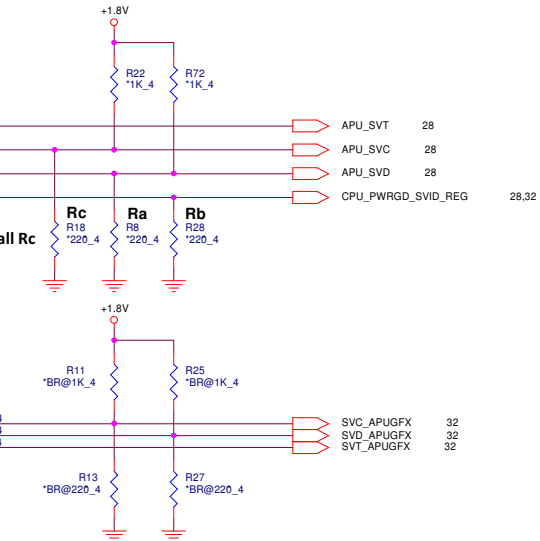 +1.8V
R22
*1K_4
R72
*1K_4
APU_SVT 28
APU_SVC 28
APU_SVD 28
CPU_PWRGD_SVID_REG 28,32
Rc
R18
*220_4
Ra
R8
*220_4
Rb
R28
*220_4
all Rc
+1.8V
R11
*BR@1K_4
R25
*BR@1K_4
SVC_APUGFX 32
SVD_APUGFX 32
SVT_APUGFX 32
R13
*BR@220_4
R27
*BR@220_4